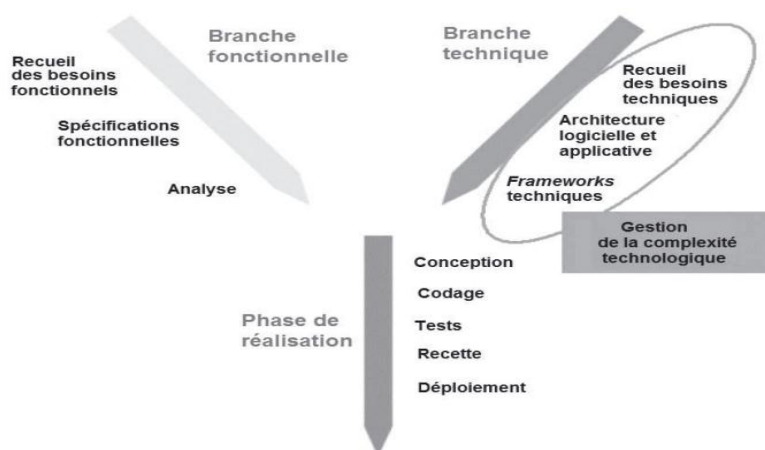 Branche
fonctionnelle
Recueil
des besoins
fonctionnels
Spécifications
fonctionnelles
Analyse
Branche
technique
Recueil
des besoins
techniques
Architecture
logicielle et
applicative
Frameworks
techniques
Gestion
de la complexité
technologique
Phase de
réalisation
Conception
Codage
Tests
Recette
Déploiement